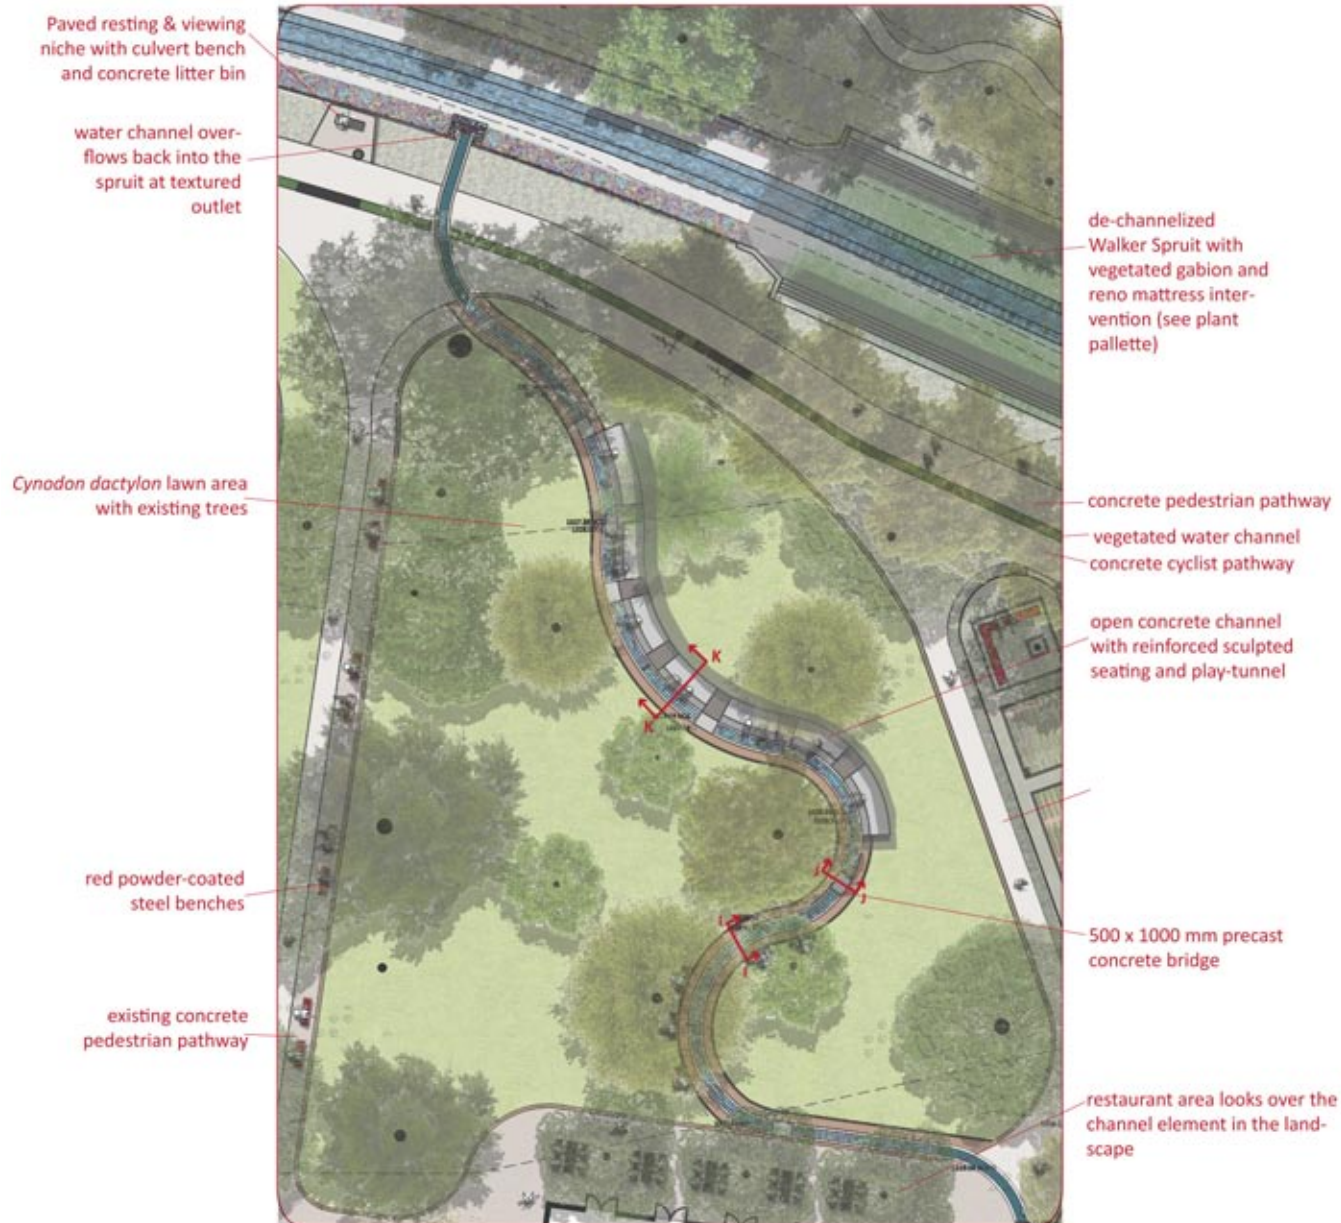 Paved resting & viewing
niche with culvert bench
and concrete litter bin
water channel over-
flows back into the
spruit at textured
outlet
Cynodon dactylon lawn area
with existing trees
red powder-coated
steel benches
existing concrete
pedestrian pathway
de-channelized
Walker Spruit with
vegetated gabion and
reno mattress inter-
vention (see plant
pallette)
concrete pedestrian pathway
vegetated water channel
concrete cyclist pathway
open concrete channel
with reinforced sculpted
seating and play-tunnel
500 x 1000 mm precast
concrete bridge
restaurant area looks over the
channel element in the land-
scape
K
K
J
J